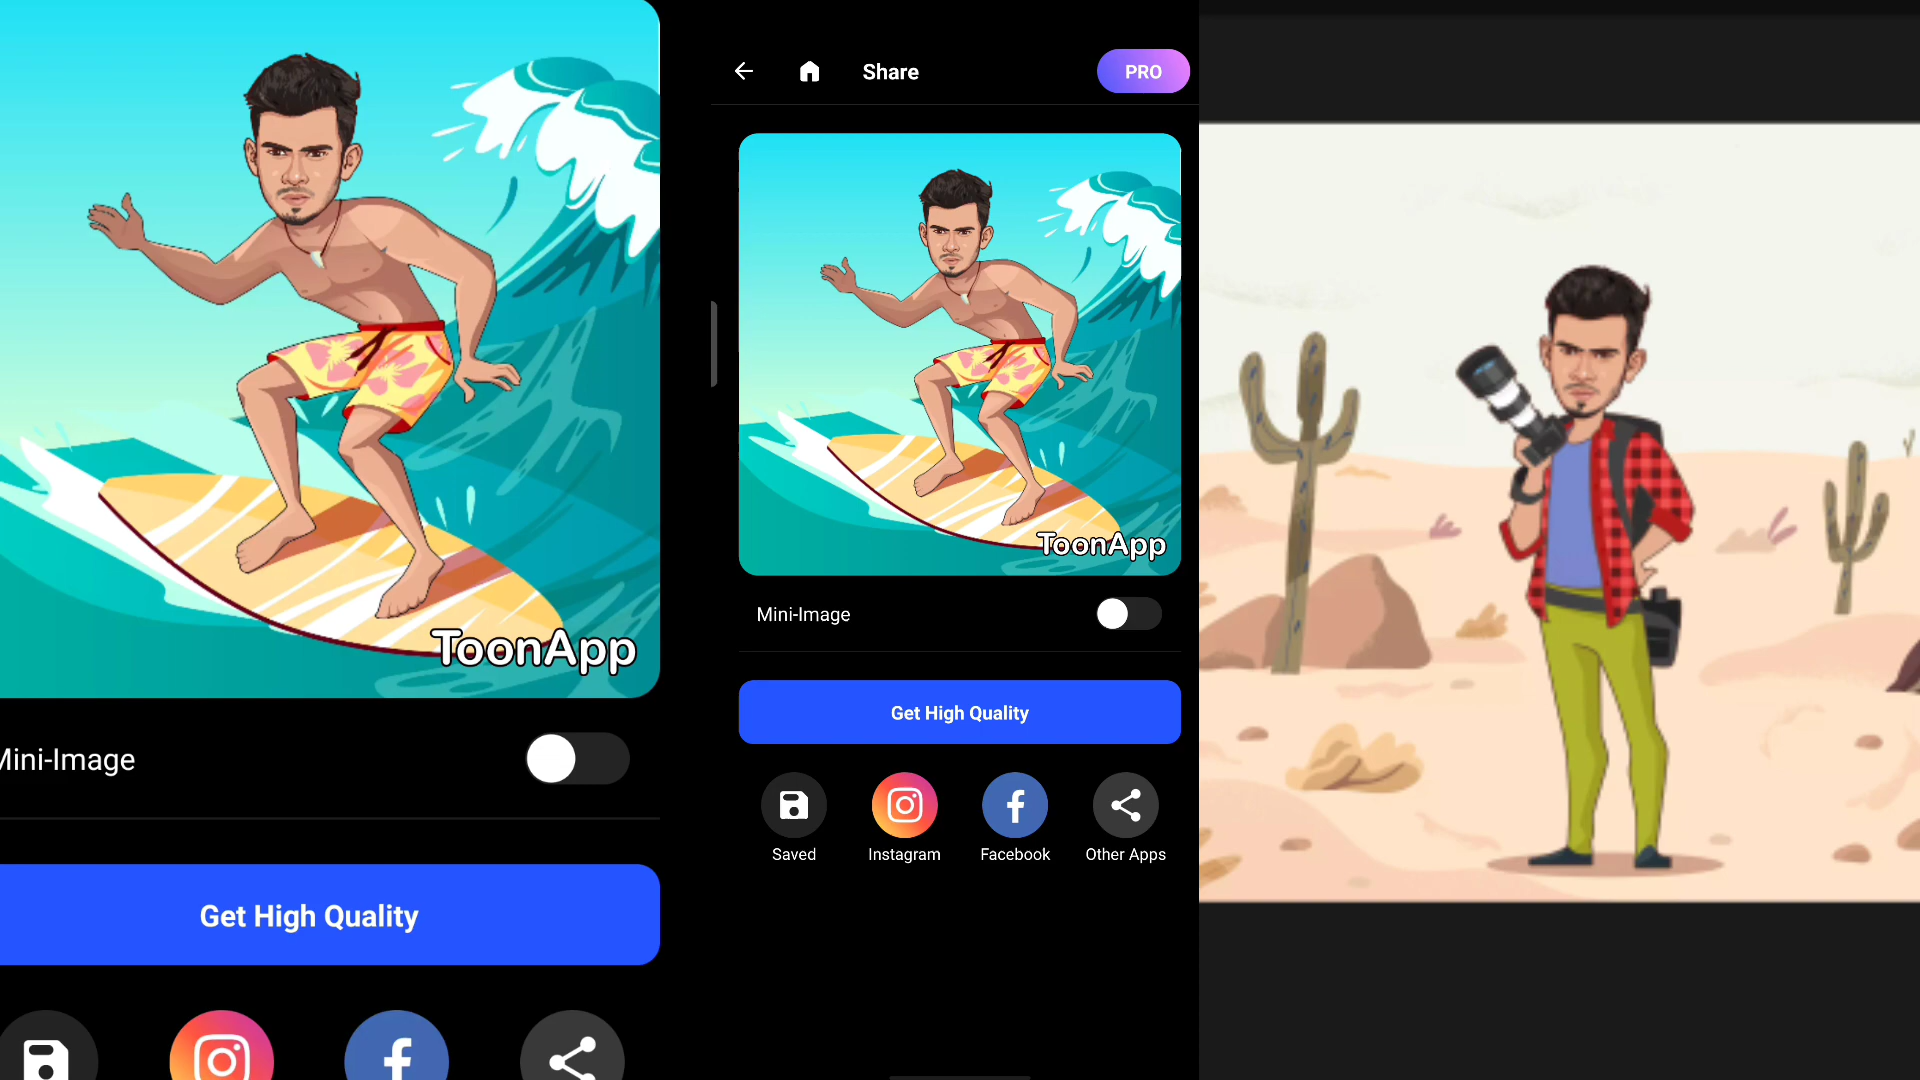 ToonApp
Mini-Image
Get High Quality
Share
PRO
ToonApp
Mini-Image
Get High Quality
Saved
Instagram
Facebook
Other Apps